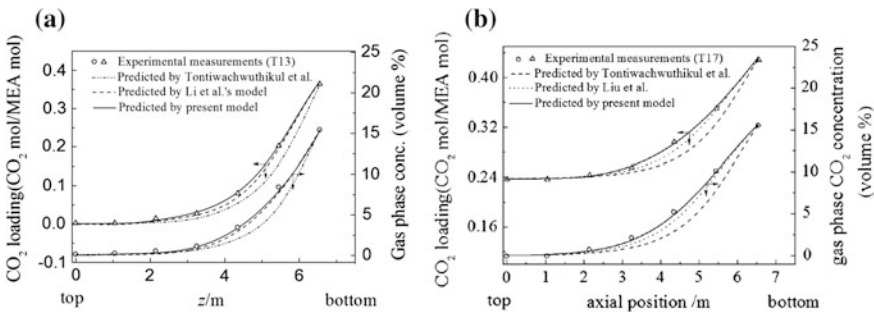 (a)
CO2 loading(CO2 mol/MEA mol)
0.4
0.3
0.2
0.1
0.0
-0.1
Experimental measurements (T13)
Predicted by Tontiwachwuthikul et al.
Predicted by Li et al.'s model
Predicted by present model
25
20
15
10
5
0
Gas phase conc. (volume %)
0 2 4 6
top z/m bottom
(b)
CO2 loading(CO2 mol/MEA mol)
0.40
0.32
0.24
0.16
Experimental measurements (T17)
Predicted by Tontiwachwuthikul et al.
Predicted by Liu et al.
Predicted by present model
25
20
15
10
5
0
gas phase CO2 concentration
(volume %)
0 1 2 3 4 5 6 7 8
top axial position /m bottom